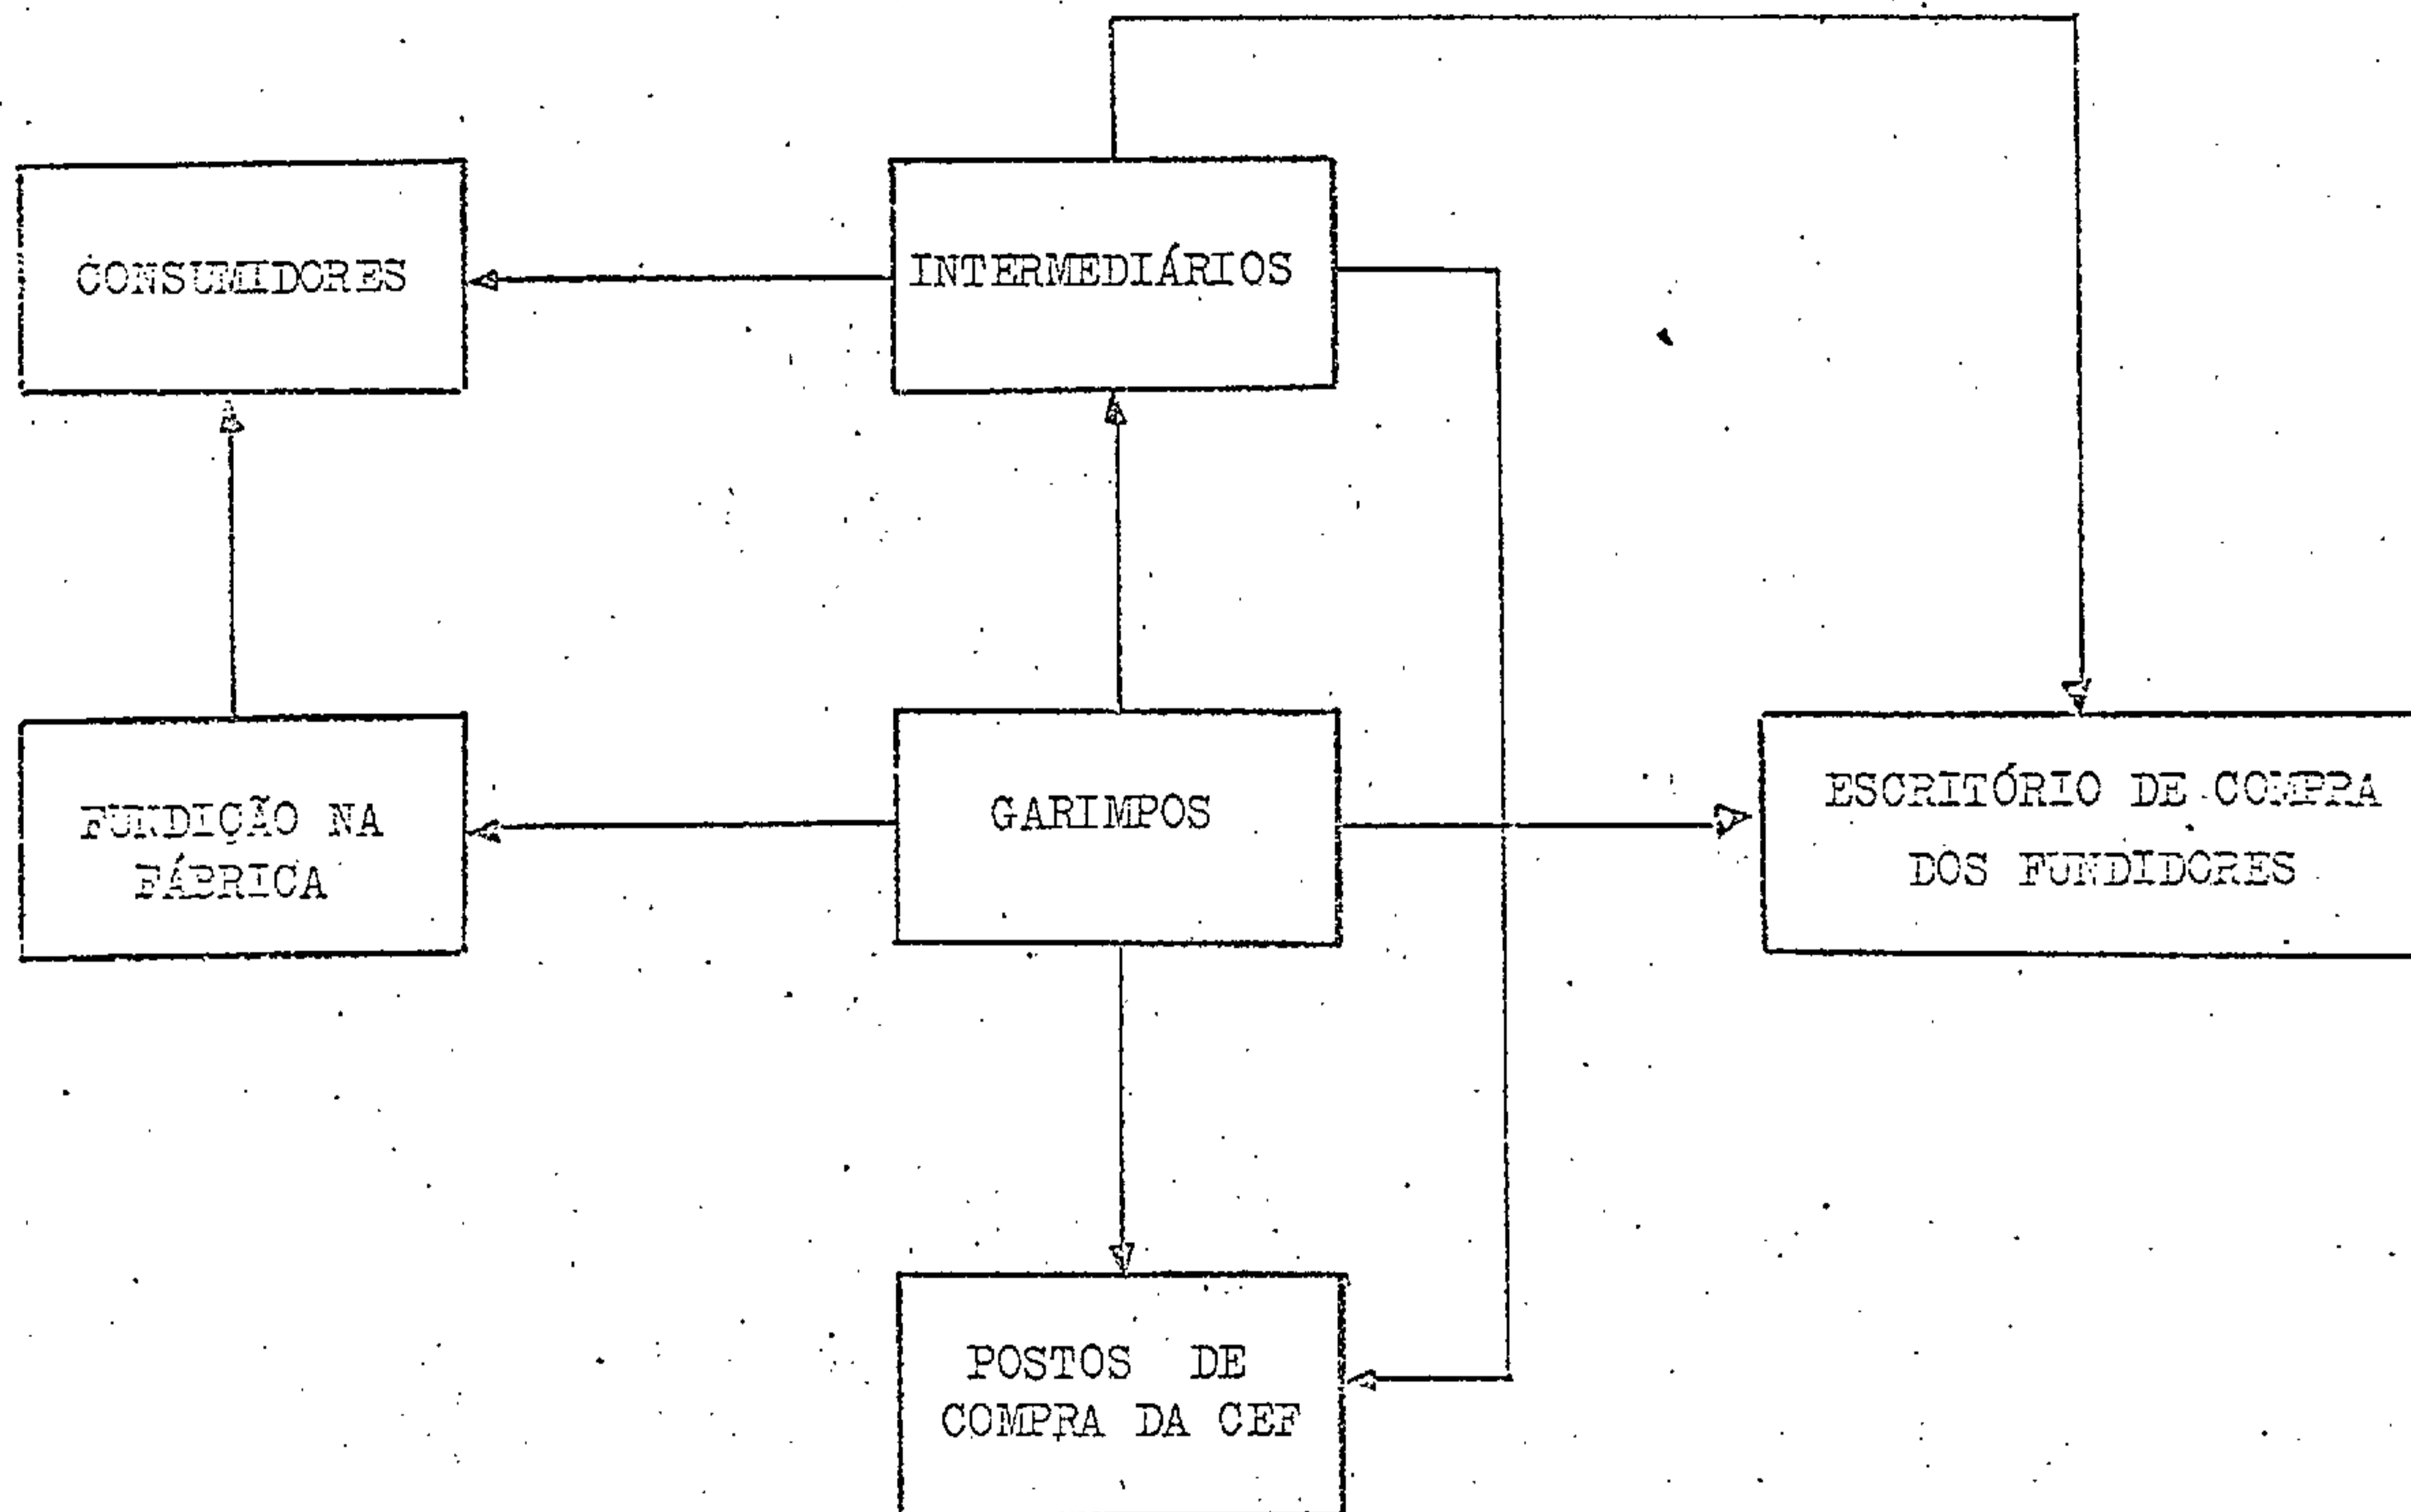 CONSUMIDORES
INTERMEDIÁRIOS
FUNDIÇÃO NA
FÁBRICA
GARIMPOS
ESCRITÓRIO DE COMPRA
DOS FUNDIDORES
POSTOS DE
COMPRA DA CEF